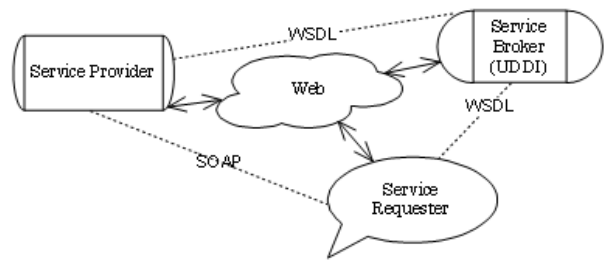 WSDL
Service
Broker
(UDDI)
Service Provider
Web
WSDL
SOAP
Service
Requester